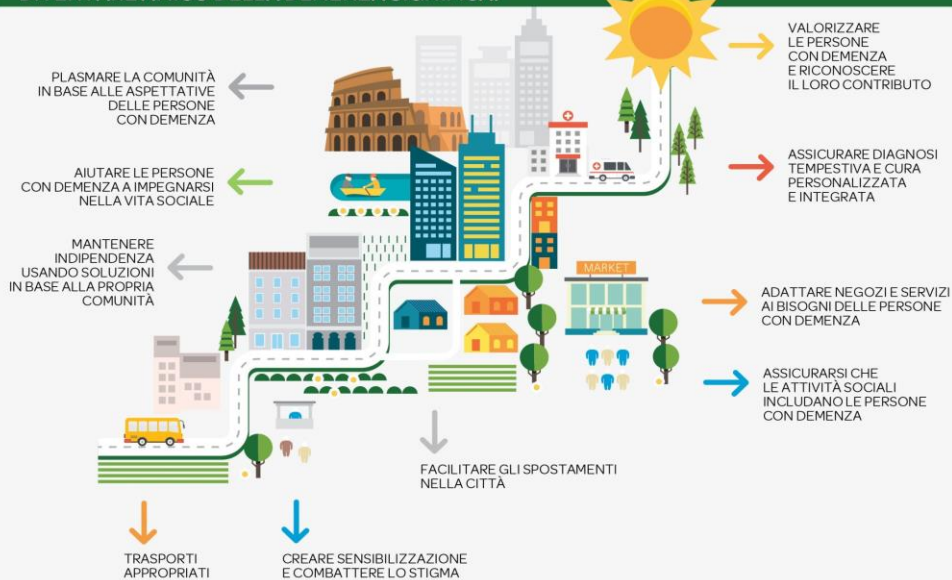 VALORIZZARE
LE PERSONE
CON DEMENZA
E RICONOSCERE
IL LORO CONTRIBUTO
PLASMARE LA COMUNITÀ
IN BASE ALLE ASPETTATIVE
DELLE PERSONE
CON DEMENZA
ASSICURARE DIAGNOSI
TEMPESTIVA E CURA
PERSONALIZZATA
E INTEGRATA
AIUTARE LE PERSONE
CON DEMENZA A IMPEGNARSI
NELLA VITA SOCIALE
MANTENERE
INDIPENDENZA
USANDO SOLUZIONI
IN BASE ALLA PROPRIA
COMUNITÀ
MARKET
ADATTARE NEGOZI E SERVIZI
AI BISOGNI DELLE PERSONE
CON DEMENZA
ASSICURARSI CHE
LE ATTIVITÀ SOCIALI
INCLUDANO LE PERSONE
CON DEMENZA
FACILITARE GLI SPOSTAMENTI
NELLA CITTÀ
TRASPORTI
APPROPRIATI
CREARE SENSIBILIZZAZIONE
E COMBATTERE LO STIGMA